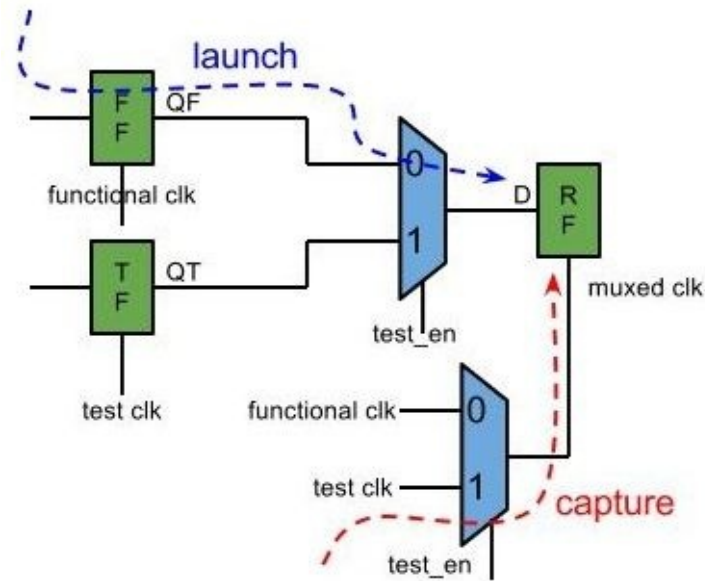 launch
F
F
QF
0
functional clk
D
R
F
1
T
F
QT
muxed clk
test_en
test clk
functional clk
0
test clk
1
capture
test_en